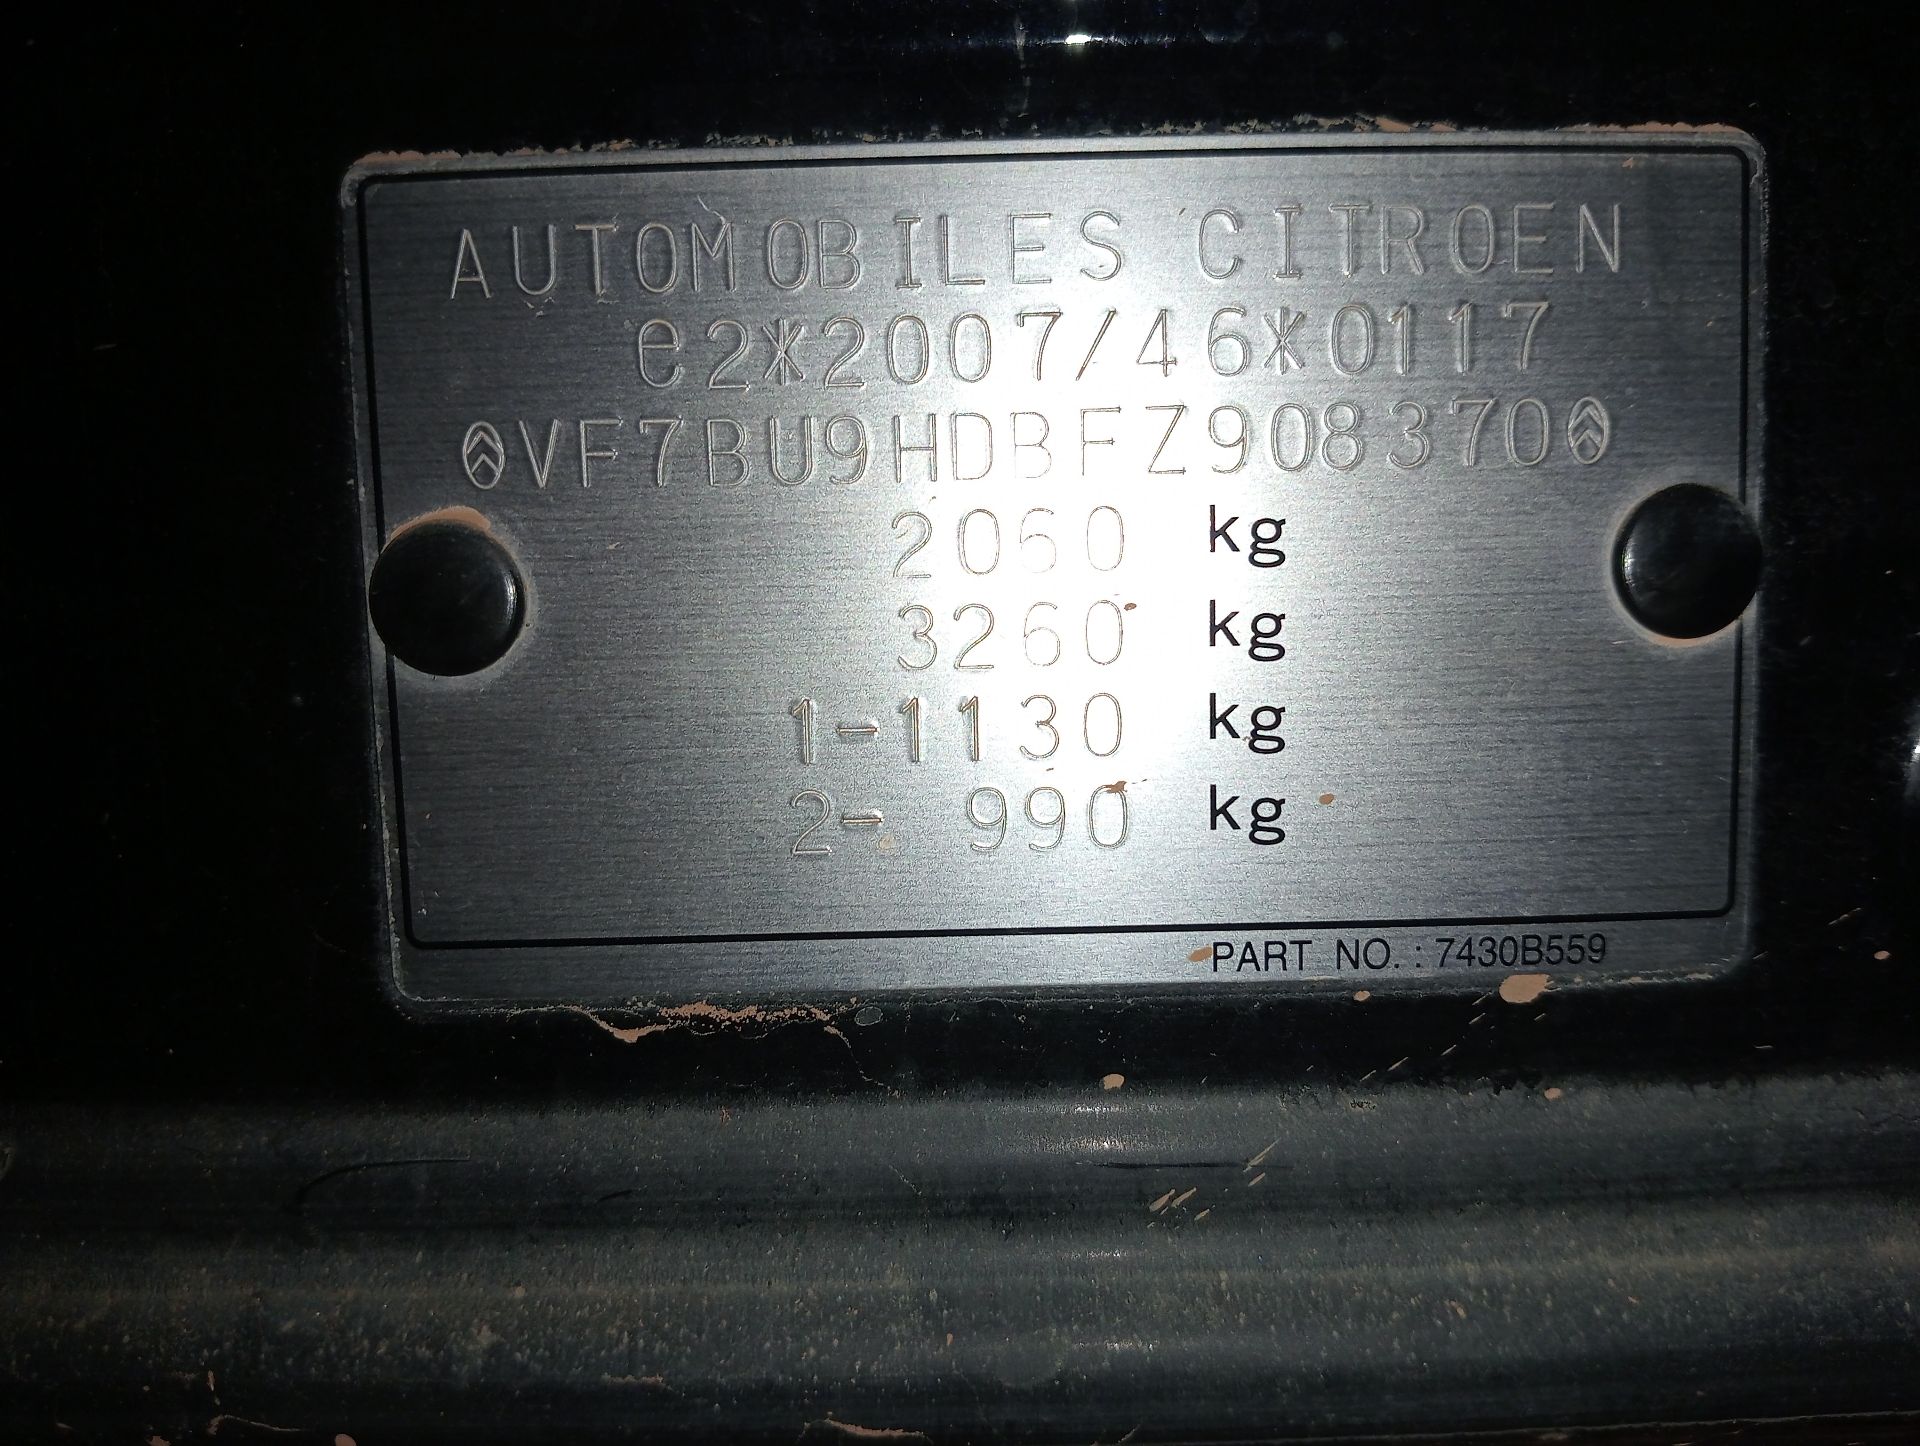 AUTOMOBILES CITROEN
e2*2007/46*0117
VF7BU9HDBFZ908370
2060 kg
3260 kg
1-1130 kg
2- 990 kg
PART NO. : 7430B559